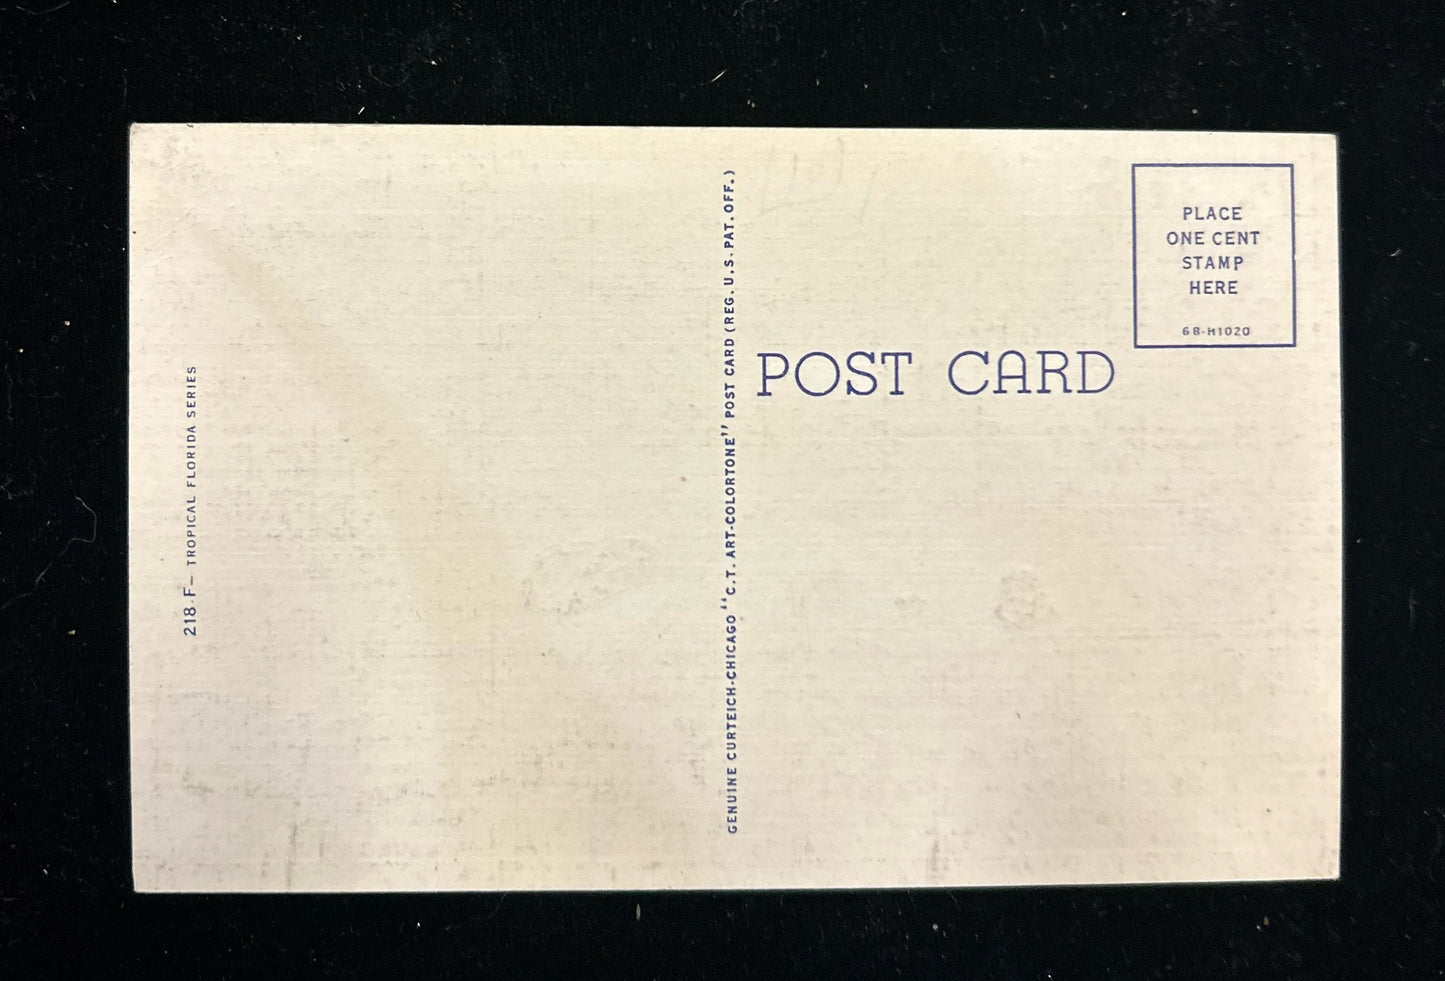 218 F— TROPICAL FLORIDA SERIES
GENUINE CURTEICH-CHICAGO "C.T. ART-COLORTONE" POST CARD (REG. U.S. PAT. OFF.)
POST CARD
PLACE
ONE CENT
STAMP
HERE
6B-H1020